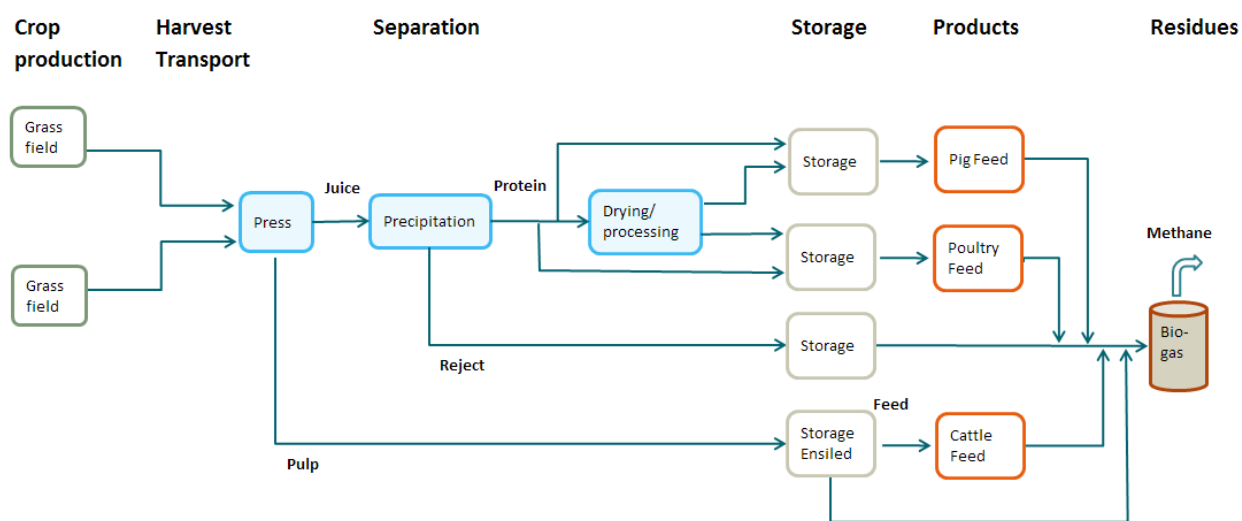 Crop
production
Harvest
Transport
Separation
Storage
Products
Residues
Grass
field
Grass
field
Press
Juice
Precipitation
Protein
Drying/
processing
Storage
Pig Feed
Storage
Poultry
Feed
Methane
Reject
Storage
Bio-
gas
Pulp
Storage
Ensiled
Feed
Cattle
Feed